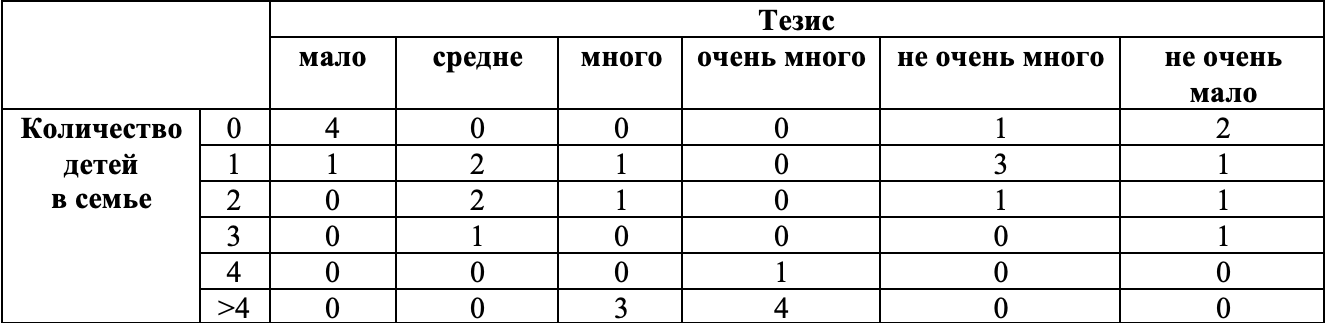 Тезис
мало средне много очень много не очень много не очень
мало
Количество 0 4 0 0 0 1 2
детей 1 1 2 1 0 3 1
в семье 2 0 2 1 0 1 1
3 0 1 0 0 0 1
4 0 0 0 1 0 0
>4 0 0 3 4 0 0